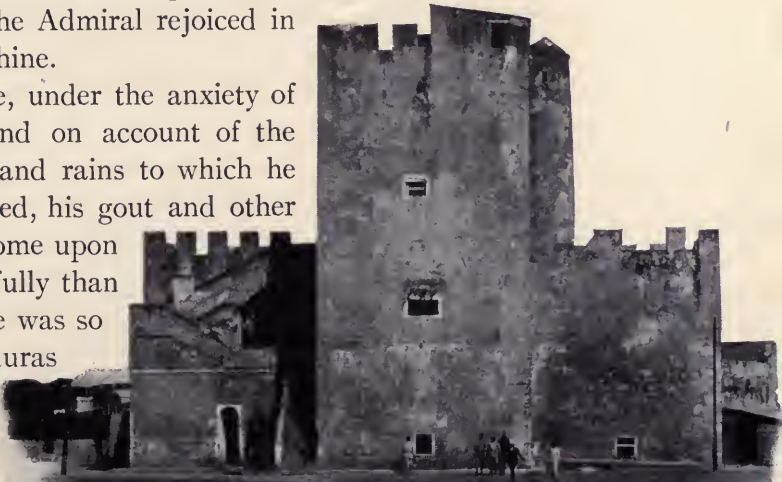 he Admiral rejoiced in
hine.
e, under the anxiety of
nd on account of the
and rains to which he
ed, his gout and other
ome upon
fully than
e was so
uras